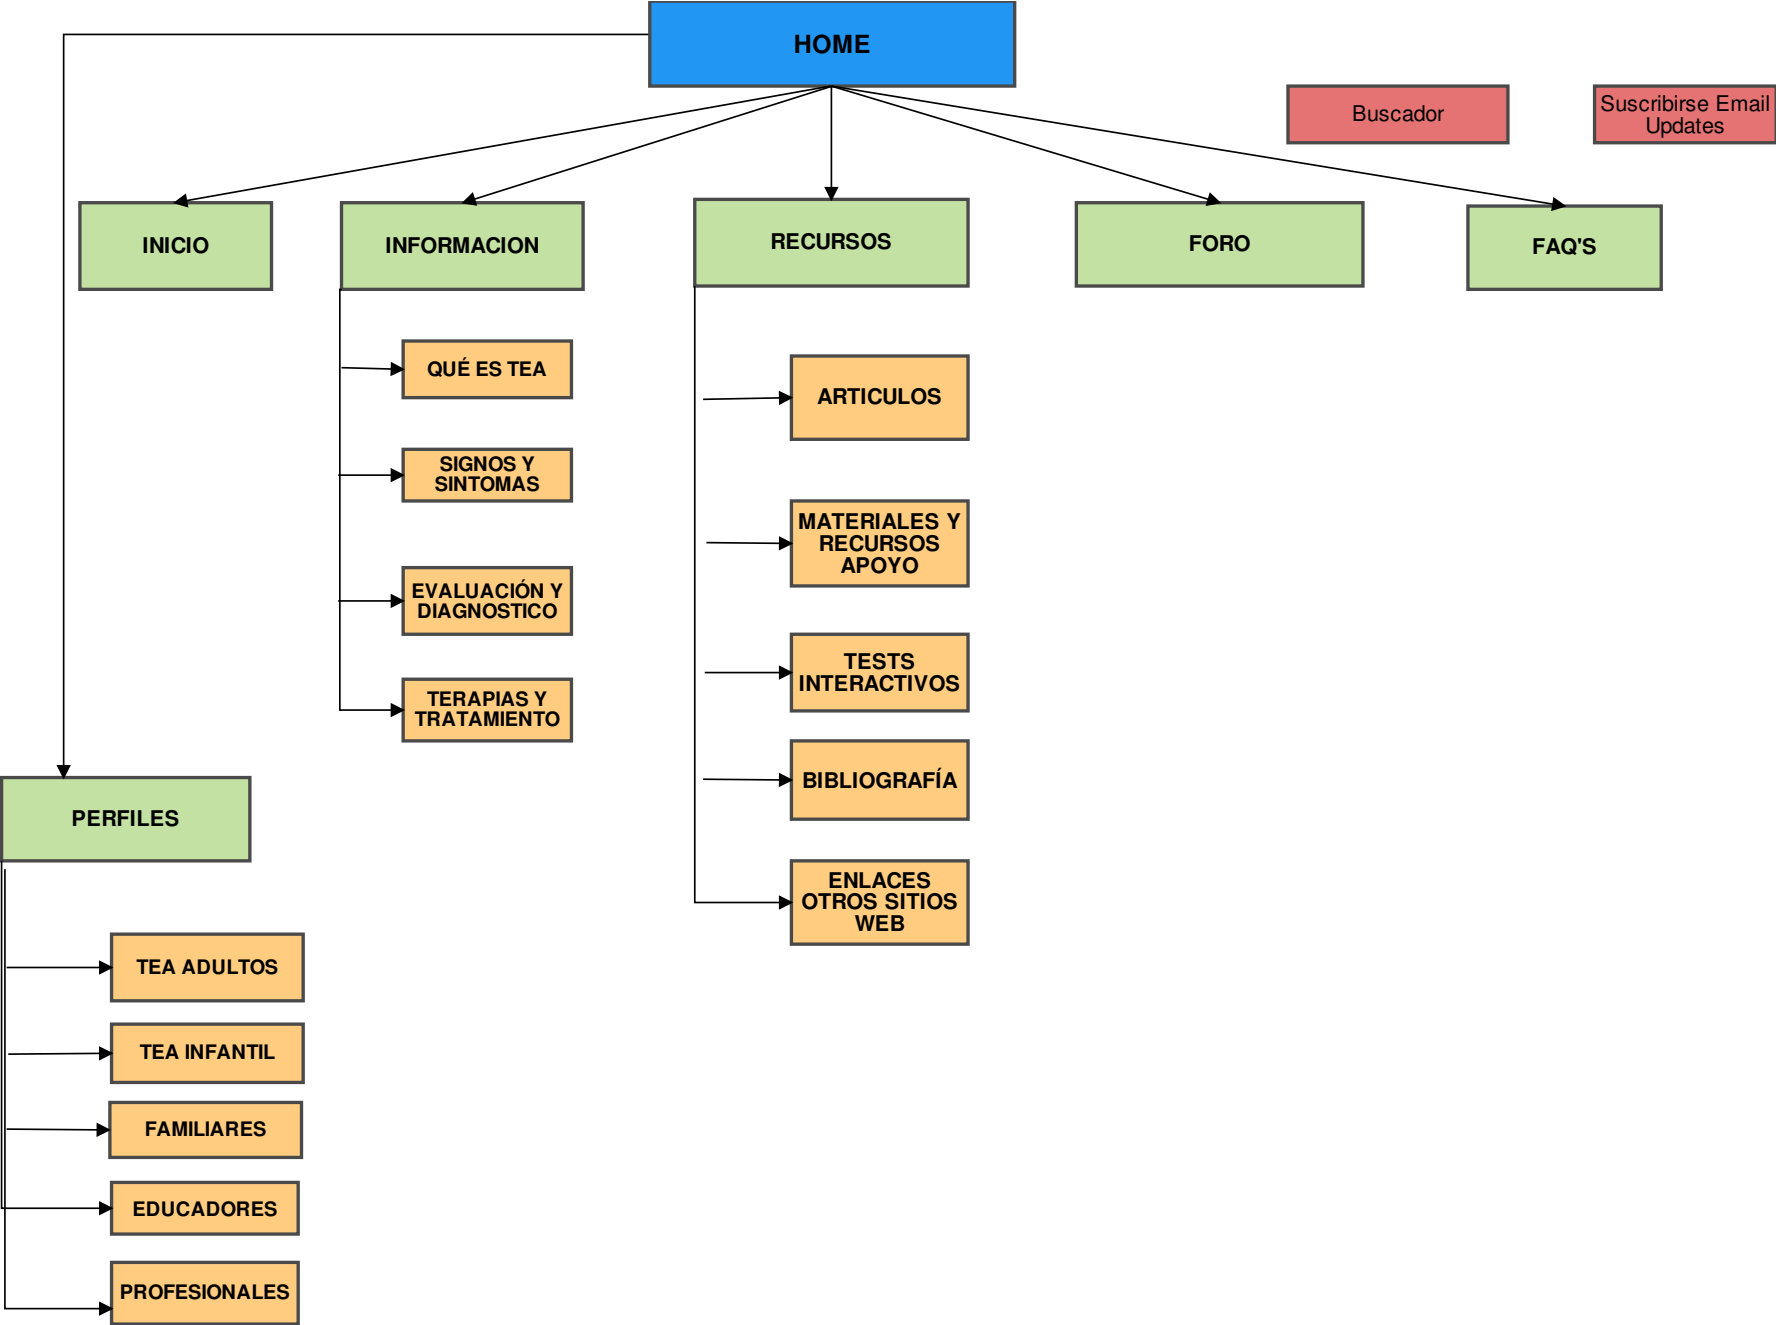 HOME
Buscador
Suscribirse Email
Updates
INICIO
INFORMACION
RECURSOS
FORO
FAQ'S
QUÉ ES TEA
SIGNOS Y
SINTOMAS
EVALUACIÓN Y
DIAGNOSTICO
TERAPIAS Y
TRATAMIENTO
ARTICULOS
MATERIALES Y
RECURSOS
APOYO
TESTS
INTERACTIVOS
BIBLIOGRAFÍA
ENLACES
OTROS SITIOS
WEB
PERFILES
TEA ADULTOS
TEA INFANTIL
FAMILIARES
EDUCADORES
PROFESIONALES